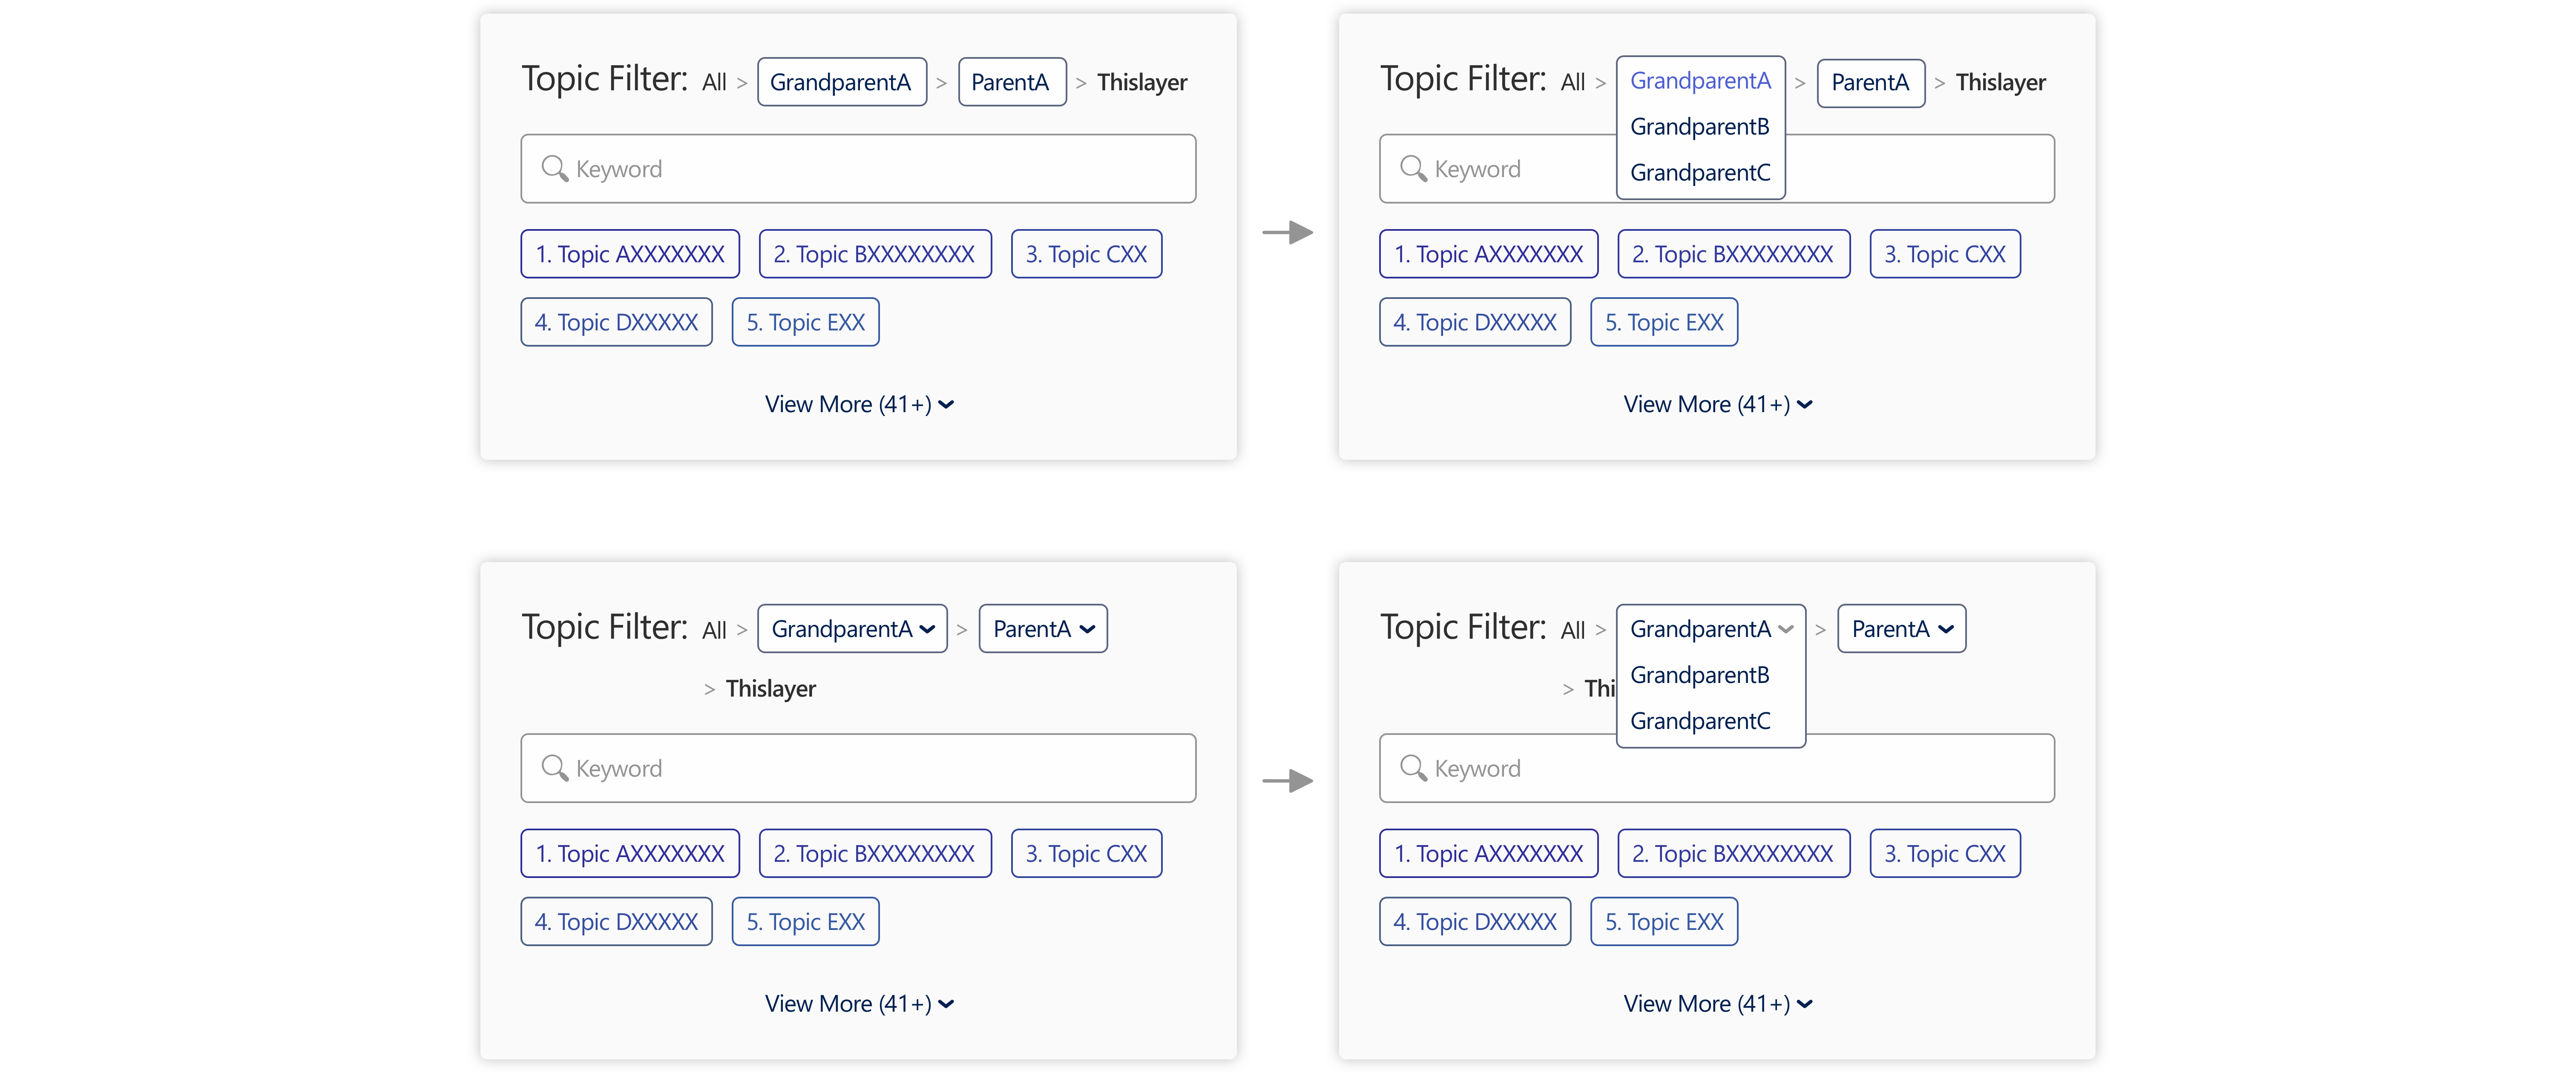 Topic Filter: All > GrandparentA > ParentA > Thislayer
Keyword
1. Topic AXXXXXXX 2. Topic BXXXXXXXX 3. Topic CXX
4. Topic DXXXXX 5. Topic EXX
View More (41+)
Topic Filter: All > GrandparentA > ParentA > Thislayer
GrandparentB
Keyword GrandparentC
1. Topic AXXXXXXX 2. Topic BXXXXXXXX 3. Topic CXX
4. Topic DXXXXX 5. Topic EXX
View More (41+)
Topic Filter: All > GrandparentA > ParentA
> Thislayer
Keyword
1. Topic AXXXXXXX 2. Topic BXXXXXXXX 3. Topic CXX
4. Topic DXXXXX 5. Topic EXX
View More (41+)
Topic Filter: All > GrandparentA > ParentA
> Thi GrandparentB
GrandparentC
Keyword
1. Topic AXXXXXXX 2. Topic BXXXXXXXX 3. Topic CXX
4. Topic DXXXXX 5. Topic EXX
View More (41+)